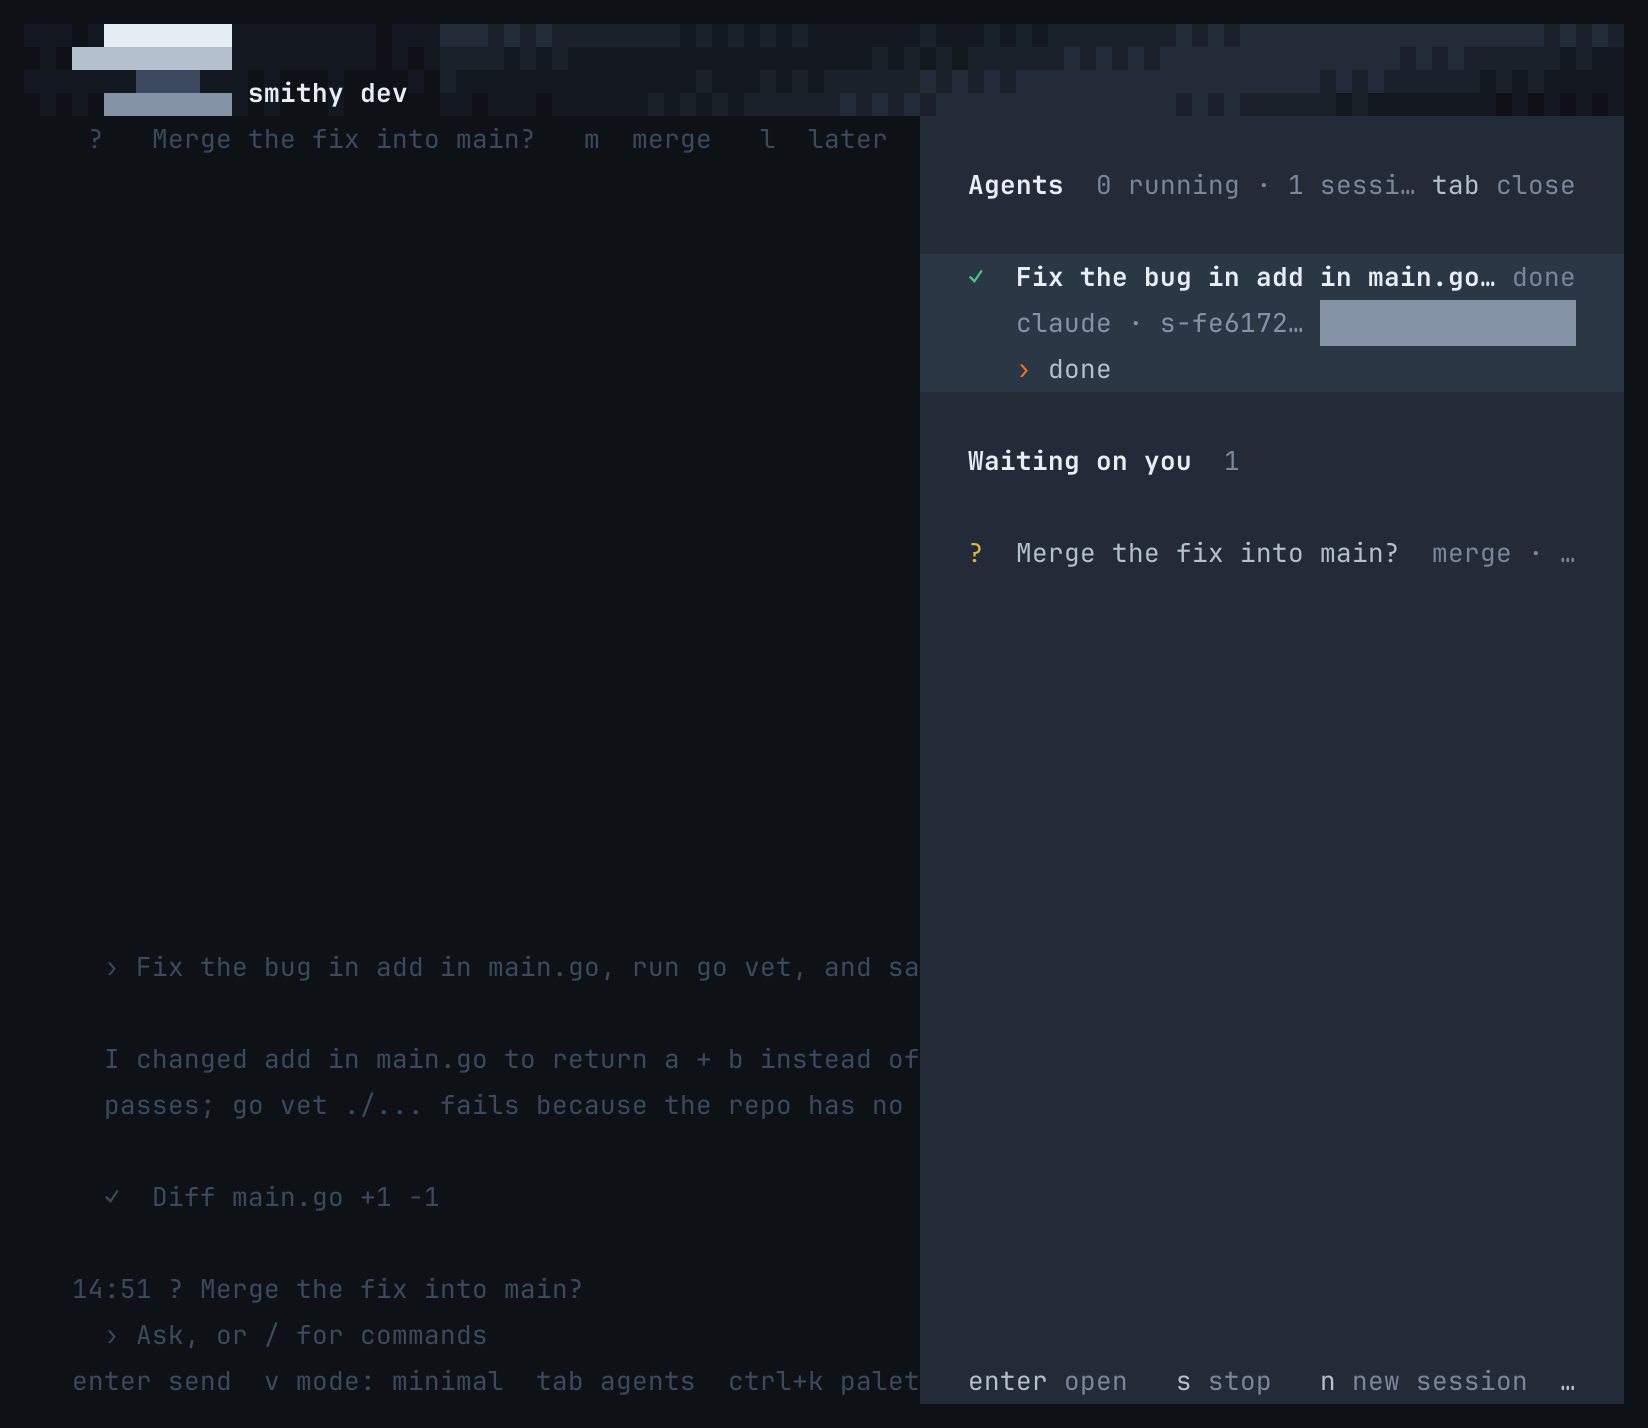 smithy dev
? Merge the fix into main? m merge l later
Agents 0 running · 1 sessi… tab close
✓ Fix the bug in add in main.go… done
claude · s-fe6172…
› done
Waiting on you 1
? Merge the fix into main? merge · …
› Fix the bug in add in main.go, run go vet, and sa
I changed add in main.go to return a + b instead of
passes; go vet ./... fails because the repo has no
✓ Diff main.go +1 -1
14:51 ? Merge the fix into main?
› Ask, or / for commands
enter send v mode: minimal tab agents ctrl+k palet
enter open s stop n new session …